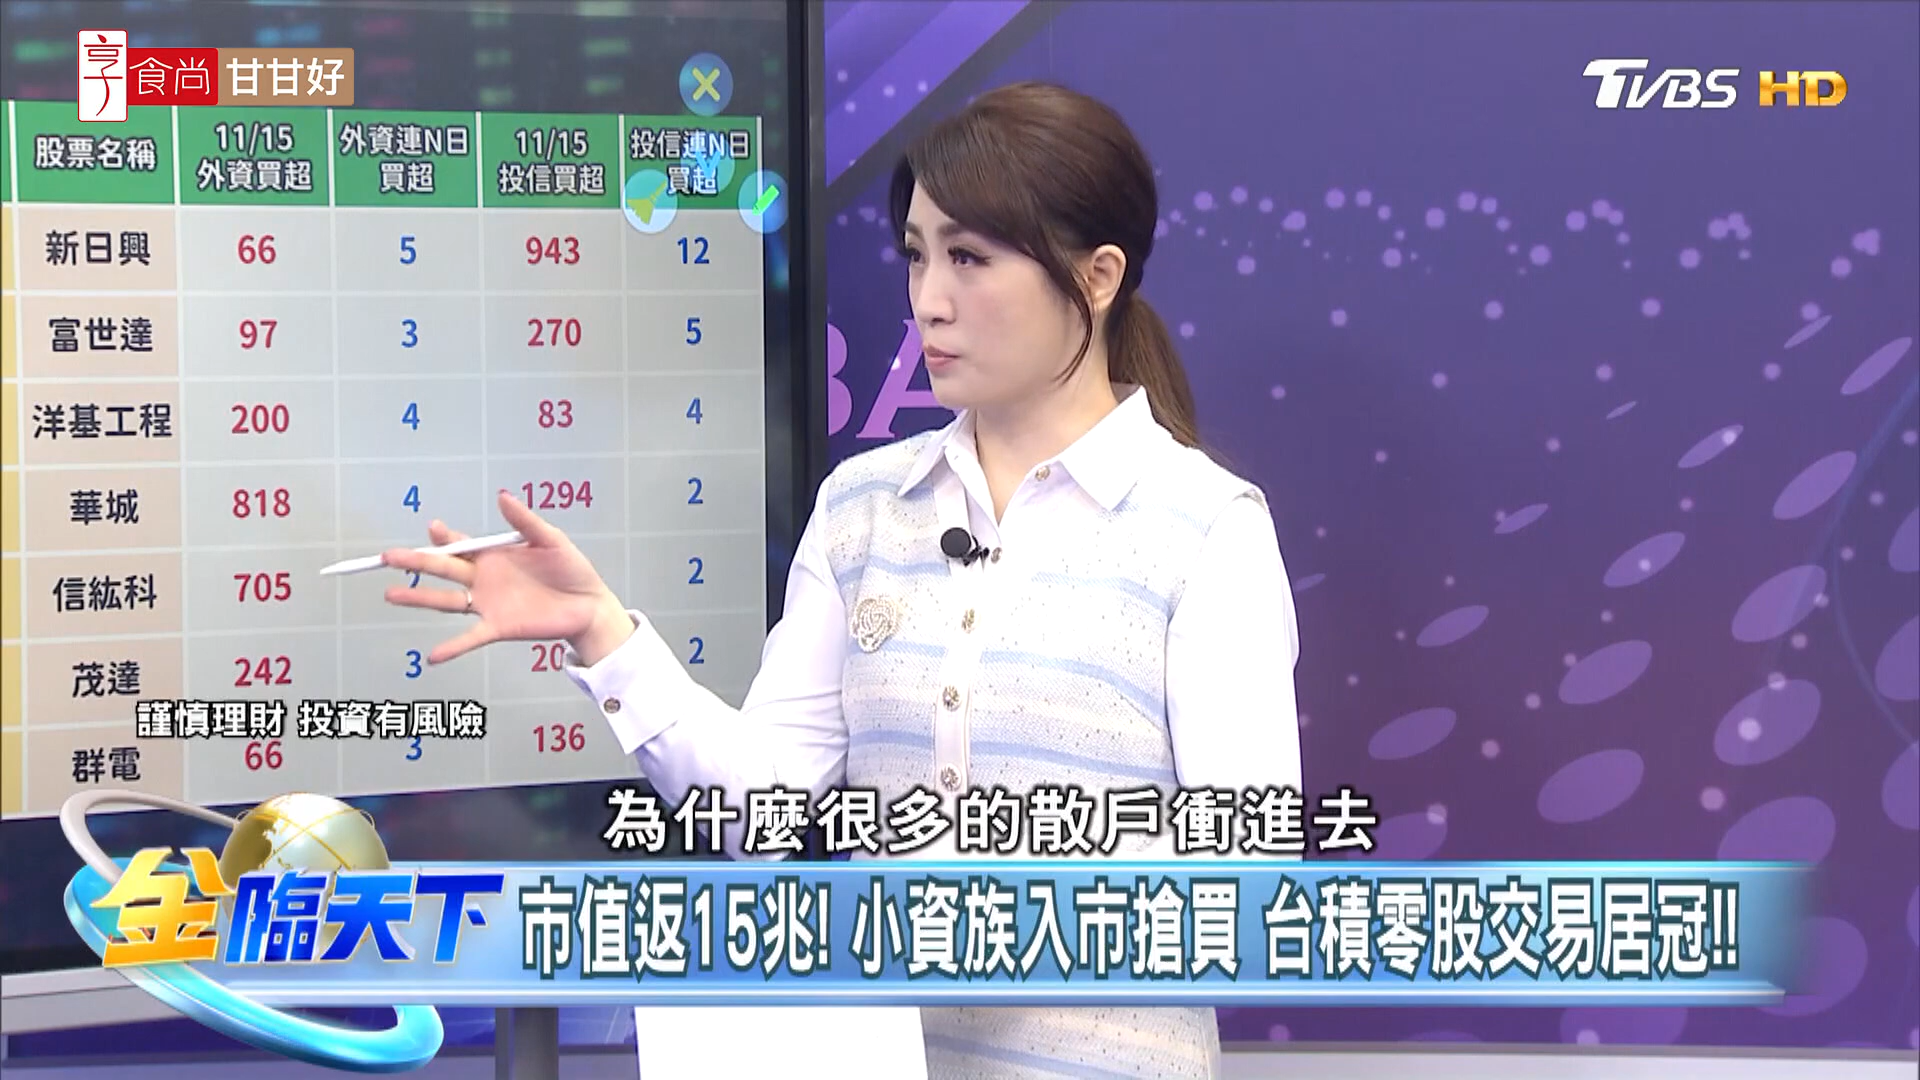 享食尚 甘甘好
TVBS HD
股票名稱 11/15 外資買超 外資連N日買超 11/15 投信買超 投信連N日買超
新日興 66 5 943 12
富世達 97 3 270 5
洋基工程 200 4 83 4
華城 818 4 1294 2
信紘科 705 2
茂達 242 3 20 2
群電 66 3 136
謹慎理財 投資有風險
BA
為什麼很多的散戶衝進去
金臨天下
市值返15兆! 小資族入市搶買 台積零股交易居冠!!